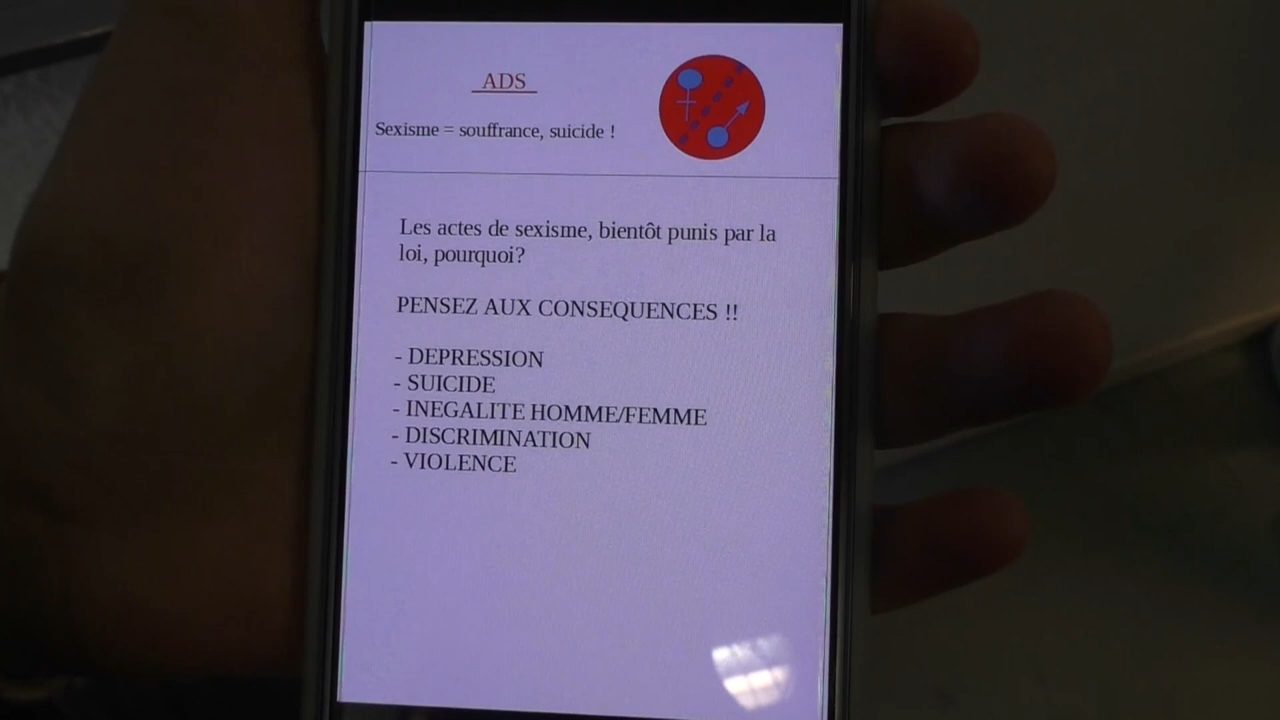 ADS
Sexisme = souffrance, suicide !
Les actes de sexisme, bientôt punis par la
loi, pourquoi?
PENSEZ AUX CONSEQUENCES !!
- DEPRESSION
- SUICIDE
- INEGALITE HOMME/FEMME
- DISCRIMINATION
- VIOLENCE